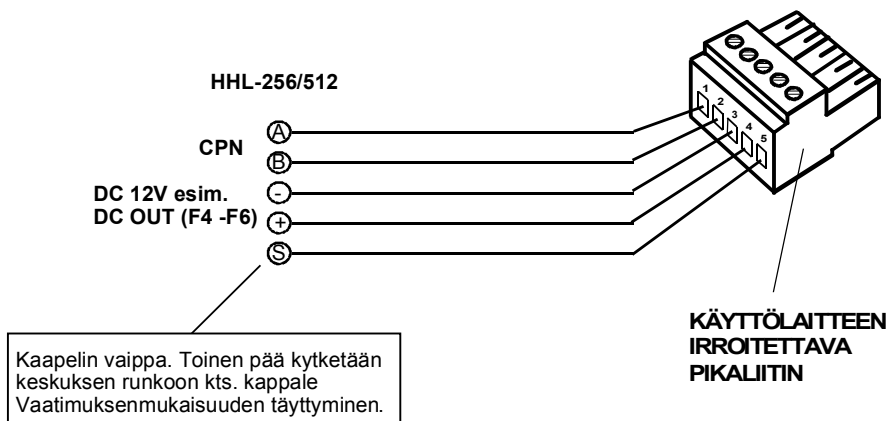 HHL-256/512
CPN
A
B
DC 12V esim.
DC OUT (F4 -F6)
-
+
S
1
2
3
4
5
KÄYTTÖLAITTEEN
IRROITETTAVA
PIKALIITIN
Kaapelin vaippa. Toinen pää kytketään
keskuksen runkoon kts. kappale
Vaatimuksenmukaisuuden täyttyminen.